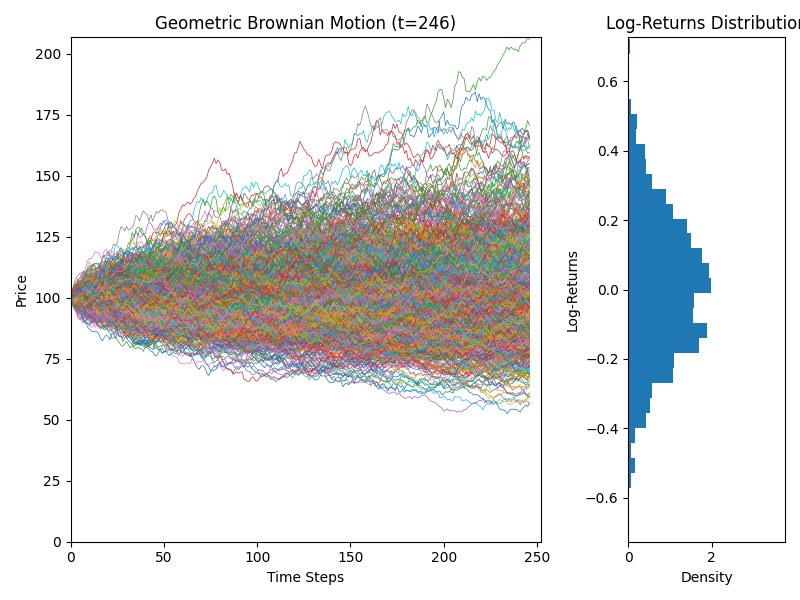 Geometric Brownian Motion (t=246)
Price
200
175
150
125
100
75
50
25
0
0 50 100 150 200 250
Time Steps
Log-Returns Distribution
Log-Returns
0.6
0.4
0.2
0.0
−0.2
−0.4
−0.6
0 2
Density